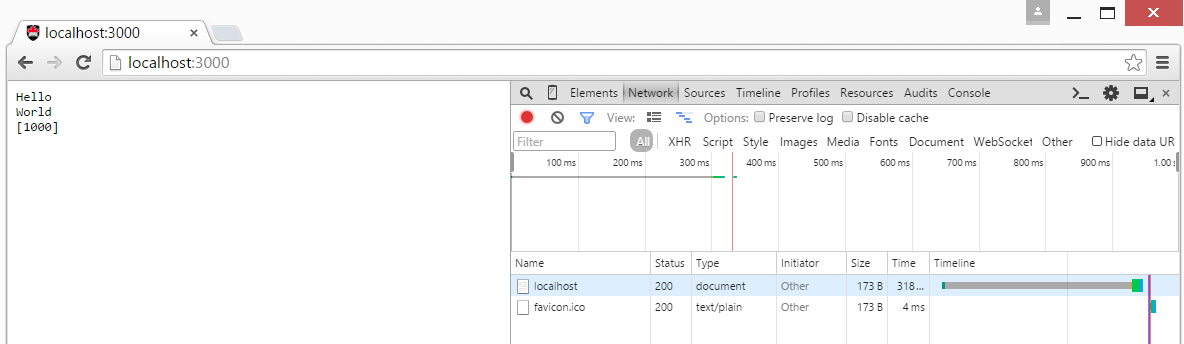 localhost:3000
localhost:3000
Hello
World
[1000]
Elements Network Sources Timeline Profiles Resources Audits Console
View: Options: Preserve log Disable cache
Filter All XHR Script Style Images Media Fonts Document WebSocket Other Hide data UR
100 ms 200 ms 300 ms 400 ms 500 ms 600 ms 700 ms 800 ms 900 ms 1.00 s
Name Status Type Initiator Size Time Timeline
localhost 200 document Other 173 B 318...
favicon.ico 200 text/plain Other 173 B 4 ms